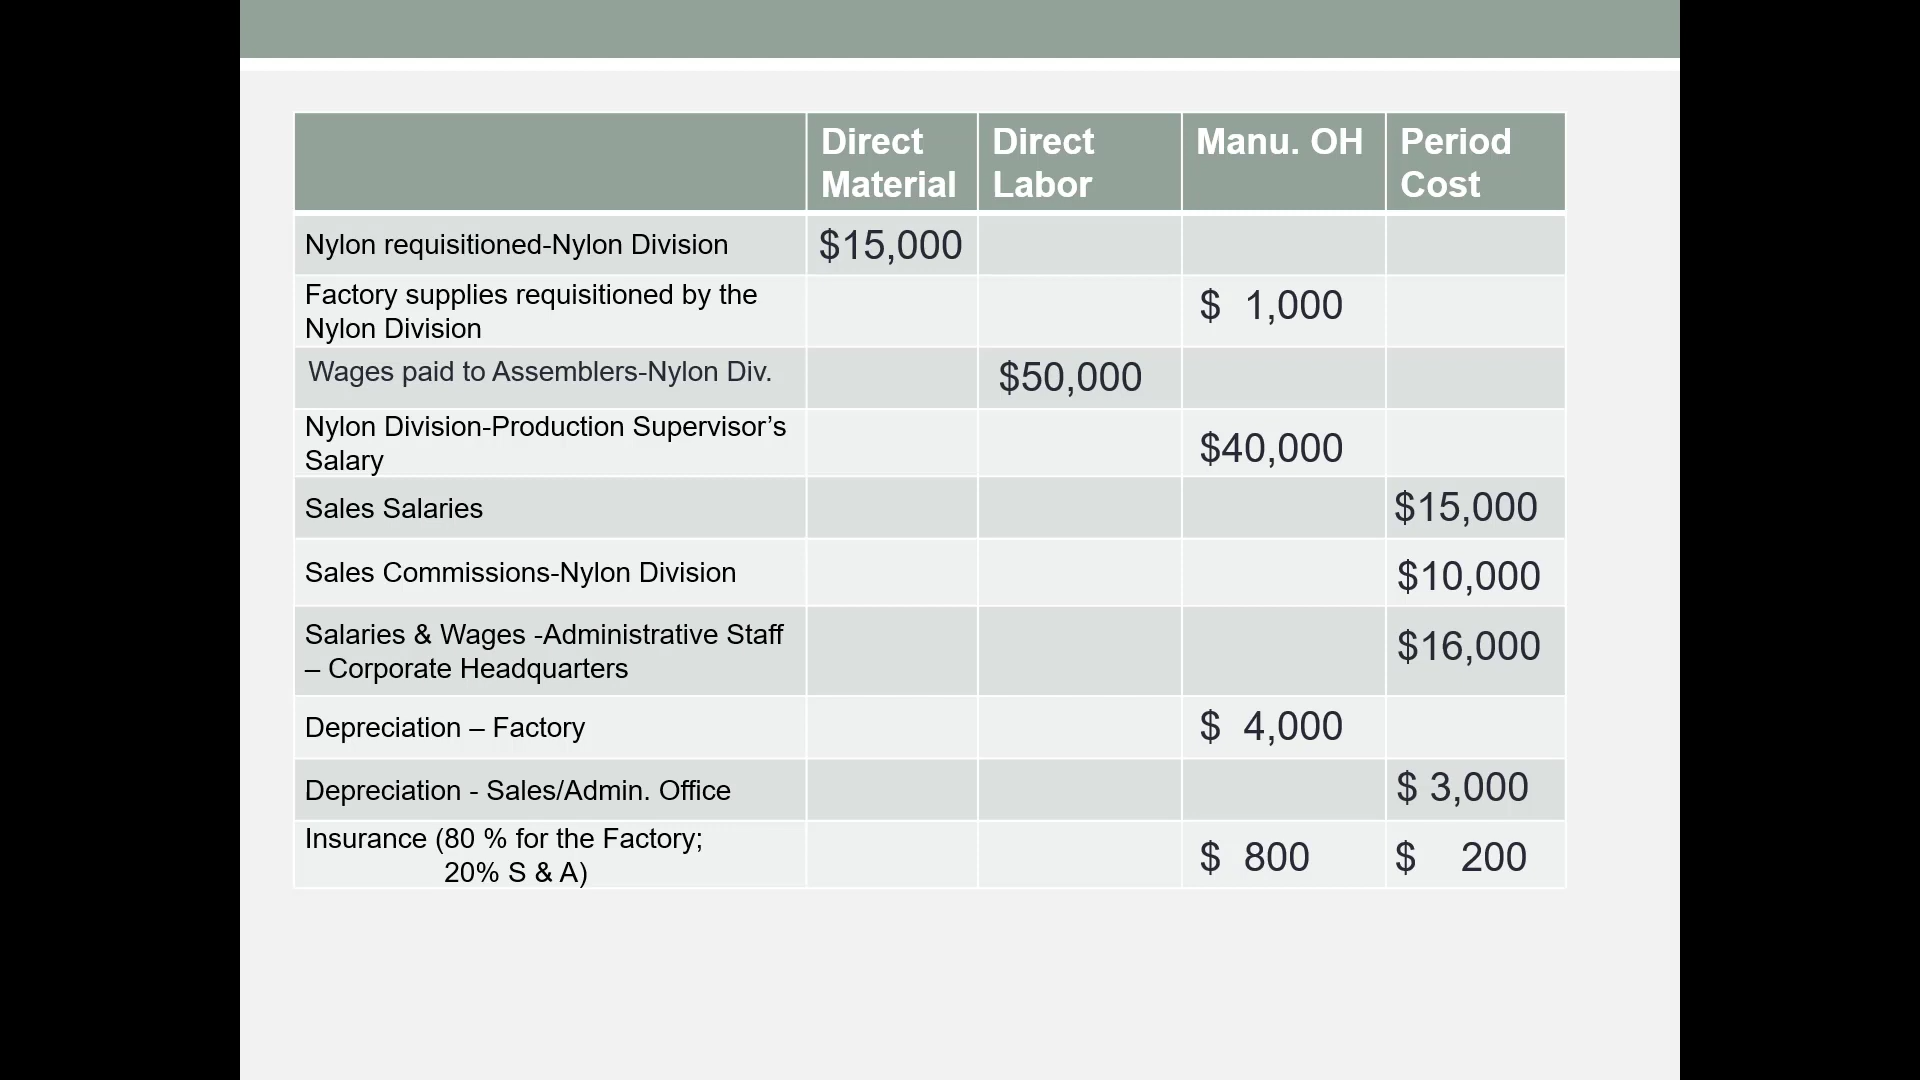 Direct Material
Direct Labor
Manu. OH
Period Cost
Nylon requisitioned-Nylon Division $15,000
Factory supplies requisitioned by the
Nylon Division $ 1,000
Wages paid to Assemblers-Nylon Div. $50,000
Nylon Division-Production Supervisor’s
Salary $40,000
Sales Salaries $15,000
Sales Commissions-Nylon Division $10,000
Salaries & Wages -Administrative Staff
– Corporate Headquarters $16,000
Depreciation – Factory $ 4,000
Depreciation - Sales/Admin. Office $ 3,000
Insurance (80 % for the Factory;
20% S & A) $ 800 $ 200